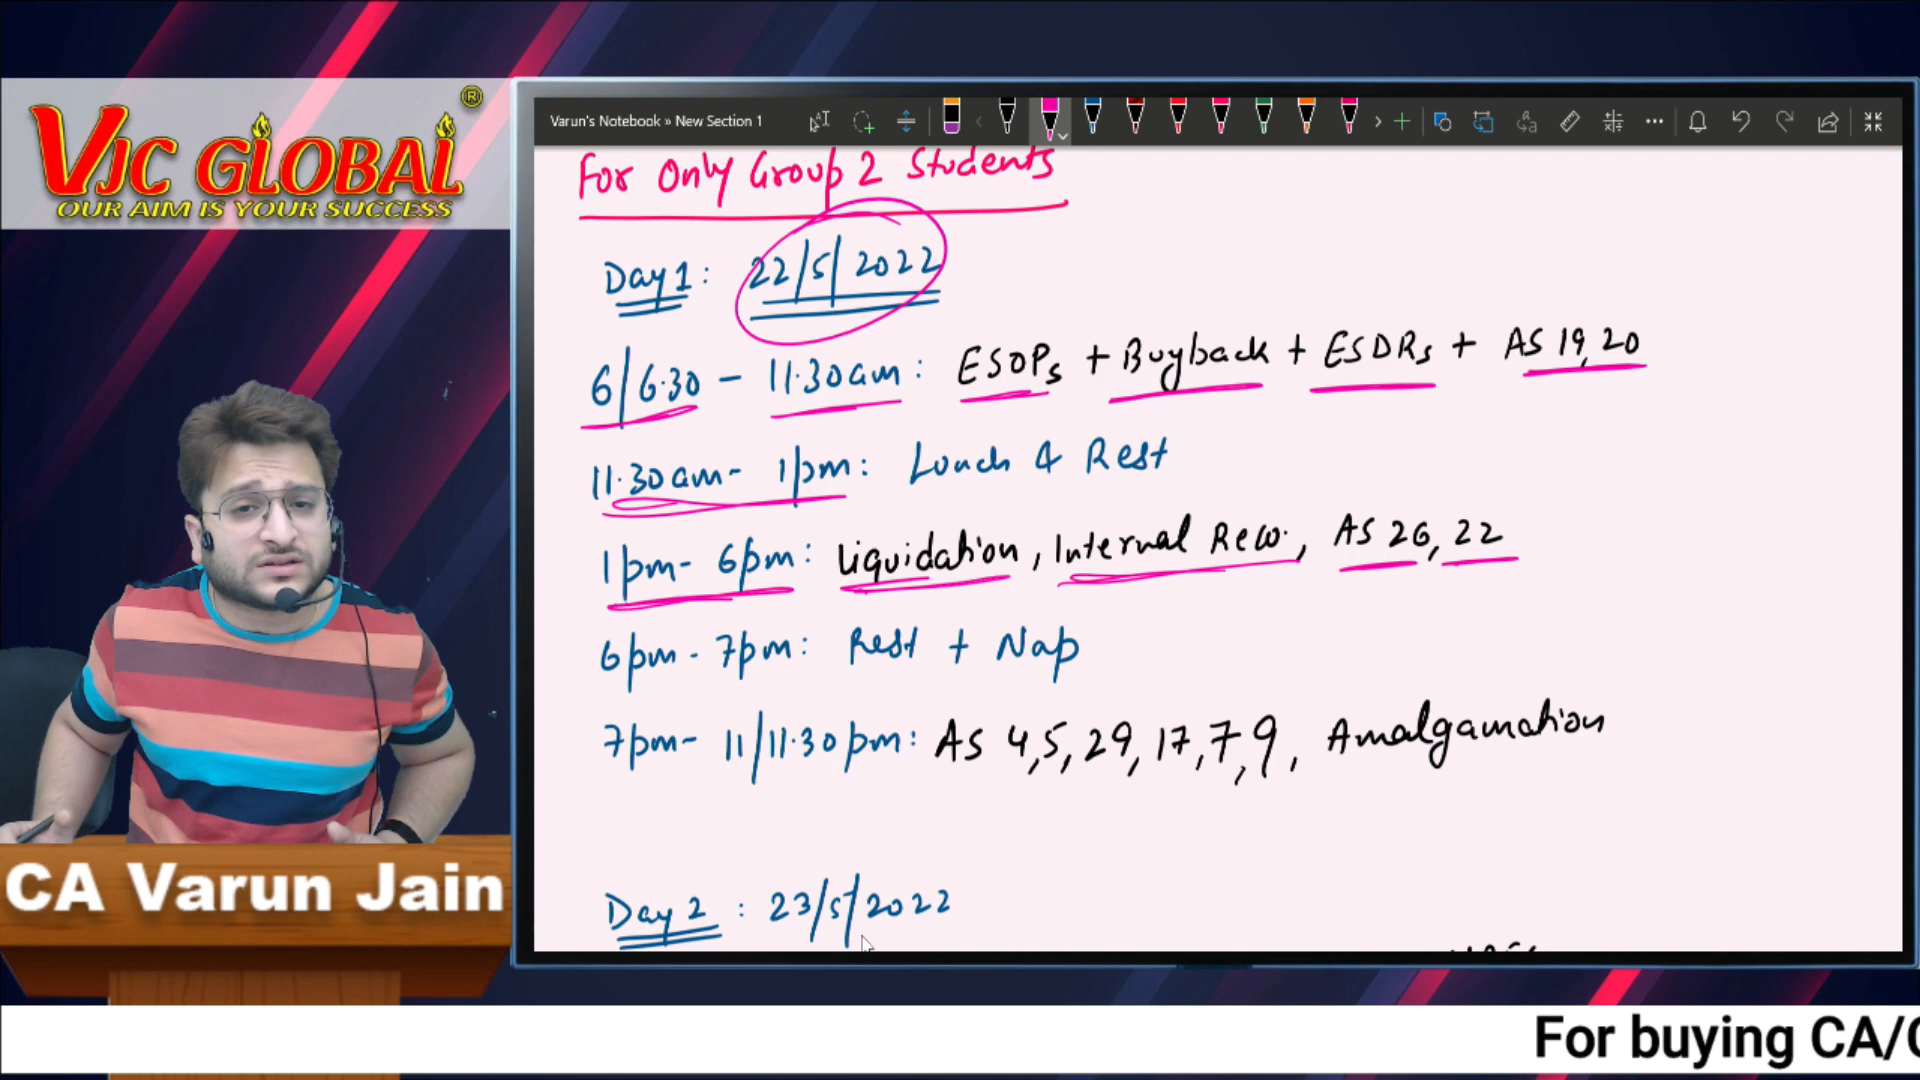 VJC GLOBAL ®
OUR AIM IS YOUR SUCCESS
Varun's Notebook » New Section 1
For Only Group 2 Students
Day 1 : 22/5/2022
6/6.30 - 11.30am : ESOPs + Buyback + ESDRs + AS 19,20
11.30am - 1pm : Lunch & Rest
1pm - 6pm : Liquidation, Internal Reco., AS 26, 22
6pm - 7pm : Rest + Nap
7pm - 11/11.30pm : AS 4,5,29,17,7,9, Amalgamation
Day 2 : 23/5/2022
CA Varun Jain
For buying CA/C